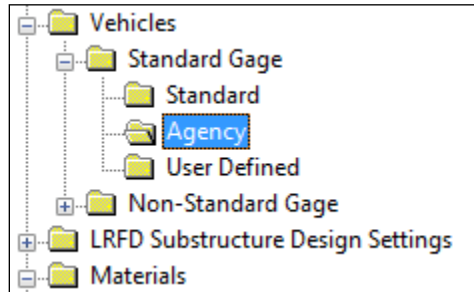 Vehicles
Standard Gage
Standard
Agency
User Defined
Non-Standard Gage
LRFD Substructure Design Settings
Materials